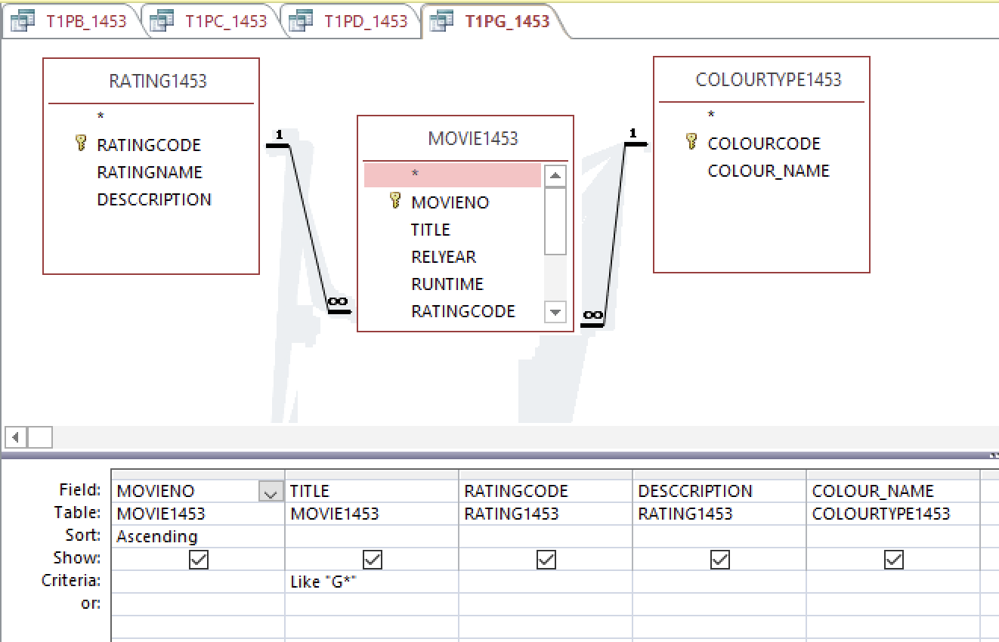 T1PB_1453 T1PC_1453 T1PD_1453 T1PG_1453
RATING1453
*
RATINGCODE
RATINGNAME
DESCCRIPTION
1
∞
MOVIE1453
*
MOVIENO
TITLE
RELYEAR
RUNTIME
RATINGCODE
1
∞
COLOURTYPE1453
*
COLOURCODE
COLOUR_NAME
Field: MOVIENO TITLE RATINGCODE DESCCRIPTION COLOUR_NAME
Table: MOVIE1453 MOVIE1453 RATING1453 RATING1453 COLOURTYPE1453
Sort: Ascending
Show:
Criteria: Like "G*"
or: